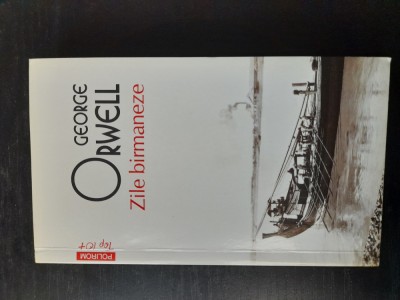 GEORGE
ORWELL
Zile birmaneze
Top 10+
POLIROM